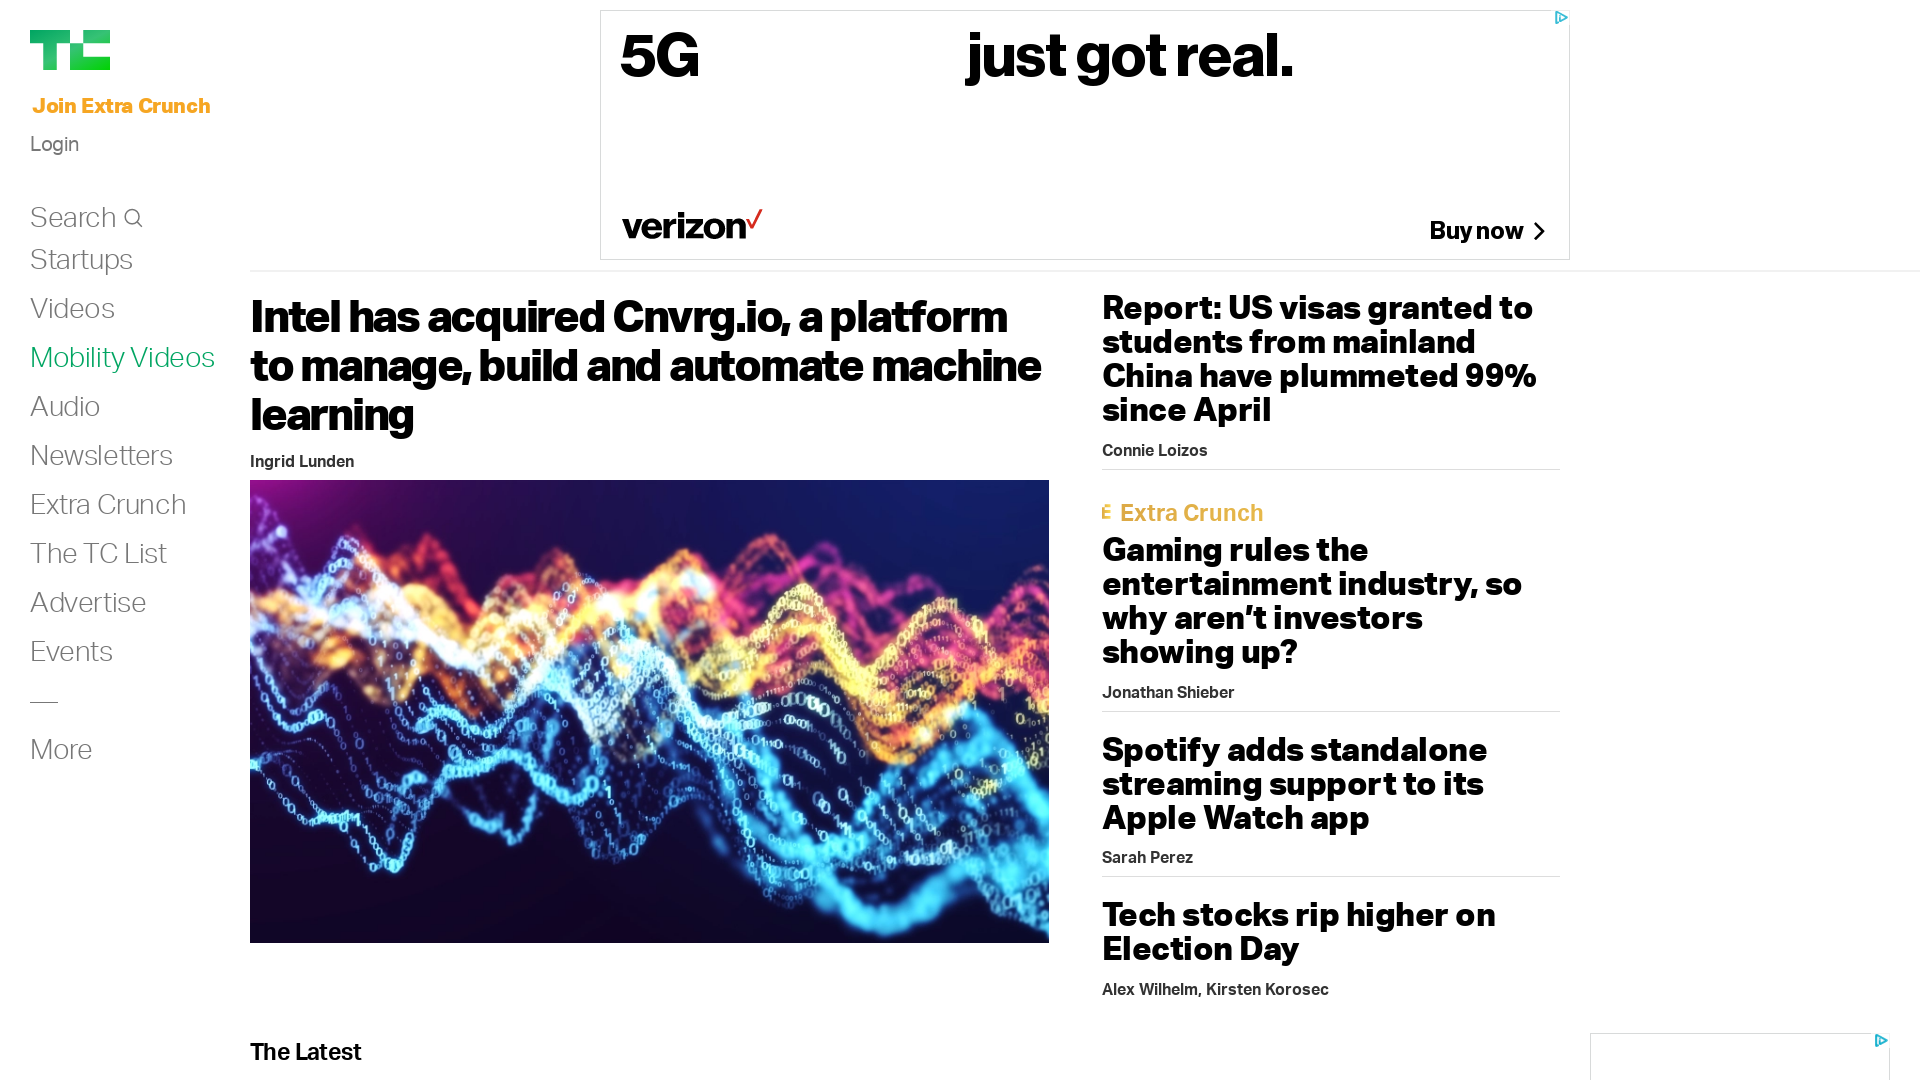 TC
Join Extra Crunch
Login
Search
Startups
Videos
Mobility Videos
Audio
Newsletters
Extra Crunch
The TC List
Advertise
Events
More
5G just got real.
verizon
Buy now
Intel has acquired Cnvrg.io, a platform
to manage, build and automate machine
learning
Ingrid Lunden
Report: US visas granted to
students from mainland
China have plummeted 99%
since April
Connie Loizos
Extra Crunch
Gaming rules the
entertainment industry, so
why aren’t investors
showing up?
Jonathan Shieber
Spotify adds standalone
streaming support to its
Apple Watch app
Sarah Perez
Tech stocks rip higher on
Election Day
Alex Wilhelm, Kirsten Korosec
The Latest